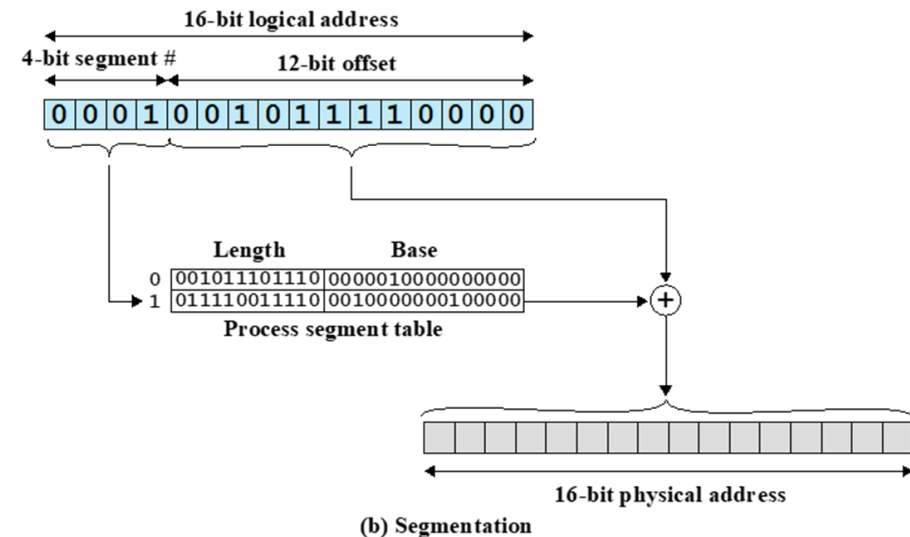 16-bit logical address
4-bit segment # 12-bit offset
0 0 0 1 0 0 1 0 1 1 1 1 0 0 0 0
Length Base
0 001011101110 0000010000000000
1 011110011110 0010000000100000
Process segment table
+
16-bit physical address
(b) Segmentation